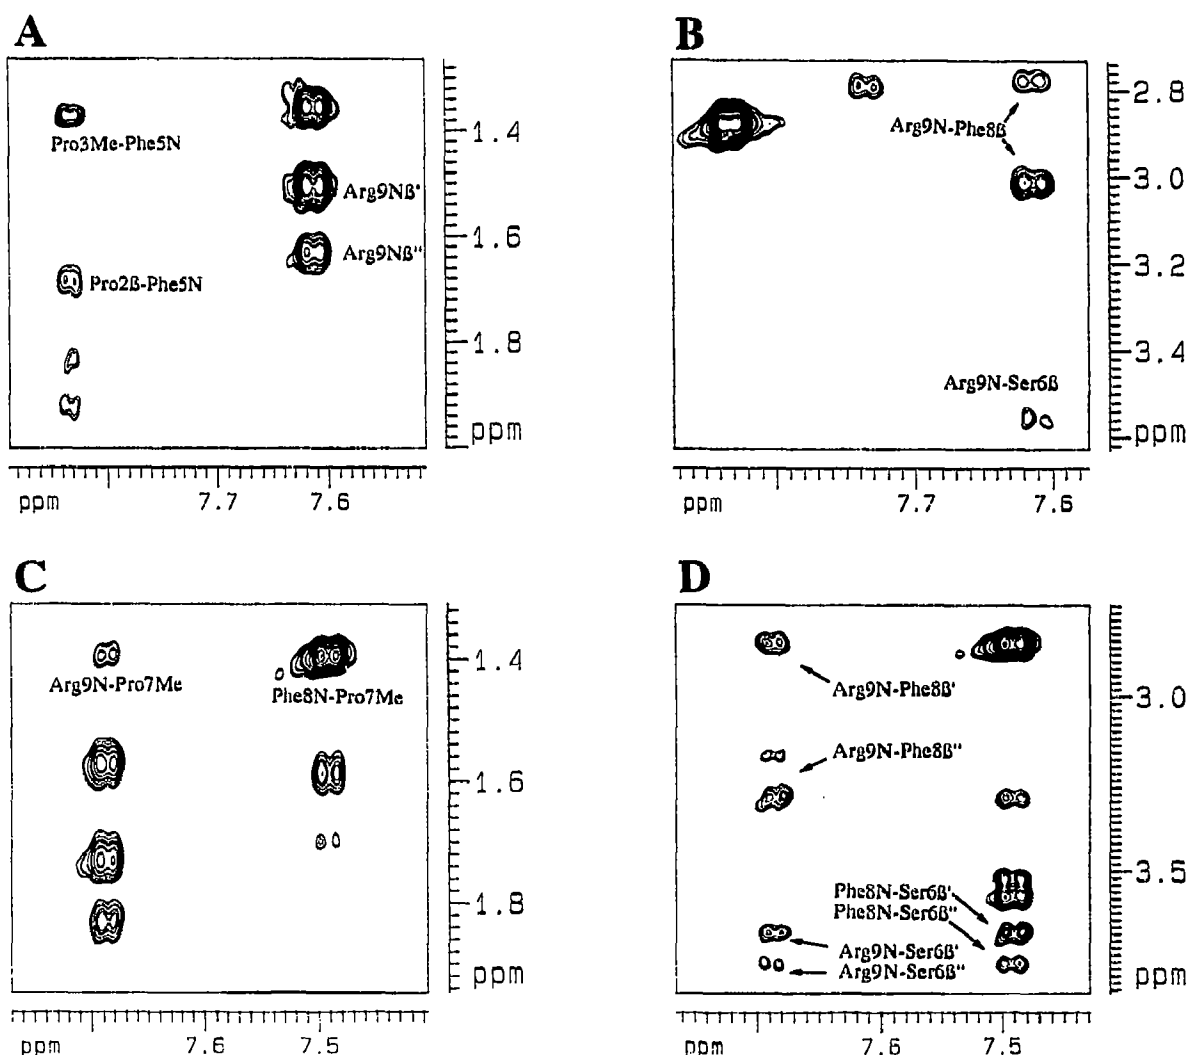 A
Pro3Me-Phe5N
Arg9Nß'
Arg9Nß"
Pro2ß-Phe5N
1.4
1.6
1.8
ppm
ppm
7.7
7.6
B
Arg9N-Phe8ß
Arg9N-Ser6ß
2.8
3.0
3.2
3.4
ppm
ppm
7.7
7.6
C
Arg9N-Pro7Me
Phe8N-Pro7Me
1.4
1.6
1.8
ppm
ppm
7.6
7.5
D
Arg9N-Phe8ß'
Arg9N-Phe8ß"
Phe8N-Ser6ß'
Phe8N-Ser6ß"
Arg9N-Ser6ß'
Arg9N-Ser6ß"
3.0
3.5
ppm
ppm
7.6
7.5